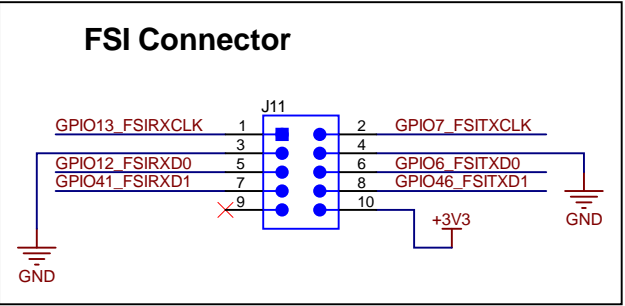 FSI Connector
J11
GPIO13_FSIRXCLK 1 2 GPIO7_FSITXCLK
3 4
GPIO12_FSIRXD0 5 6 GPIO6_FSITXD0
GPIO41_FSIRXD1 7 8 GPIO46_FSITXD1
9 10
+3V3
GND
GND